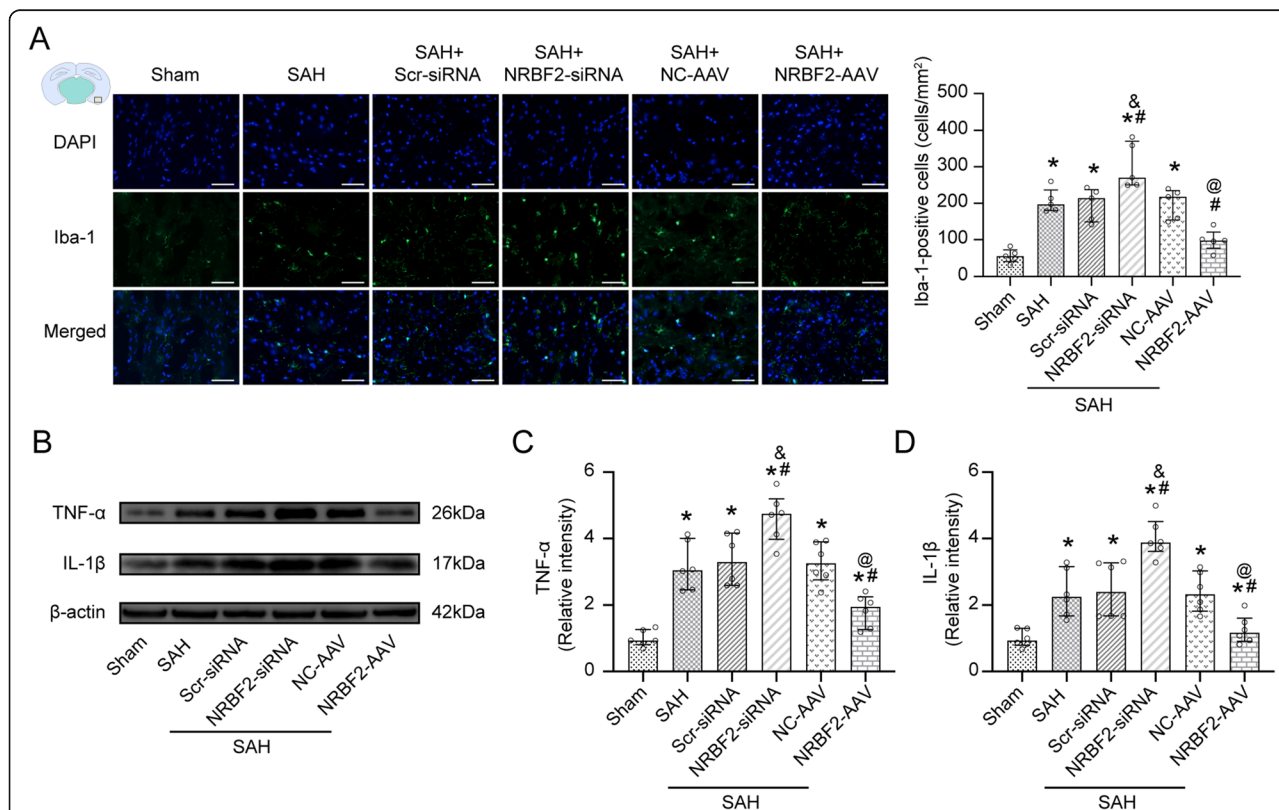 A
Sham
SAH
SAH+
Scr-siRNA
SAH+
NRBF2-siRNA
SAH+
NC-AAV
SAH+
NRBF2-AAV
DAPI
Iba-1
Merged
Iba-1-positive cells (cells/mm²)
500
400
300
200
100
0
*
*
&
*#
*
@
#
Sham
SAH
Scr-siRNA
NRBF2-siRNA
NC-AAV
NRBF2-AAV
SAH
B
TNF-α
26kDa
IL-1β
17kDa
β-actin
42kDa
Sham
SAH
Scr-siRNA
NRBF2-siRNA
NC-AAV
NRBF2-AAV
SAH
C
TNF-α
(Relative intensity)
6
4
2
0
*
*
&
*#
*
@
*#
Sham
SAH
Scr-siRNA
NRBF2-siRNA
NC-AAV
NRBF2-AAV
SAH
D
IL-1β
(Relative intensity)
6
4
2
0
*
*
&
*#
*
@
*#
Sham
SAH
Scr-siRNA
NRBF2-siRNA
NC-AAV
NRBF2-AAV
SAH